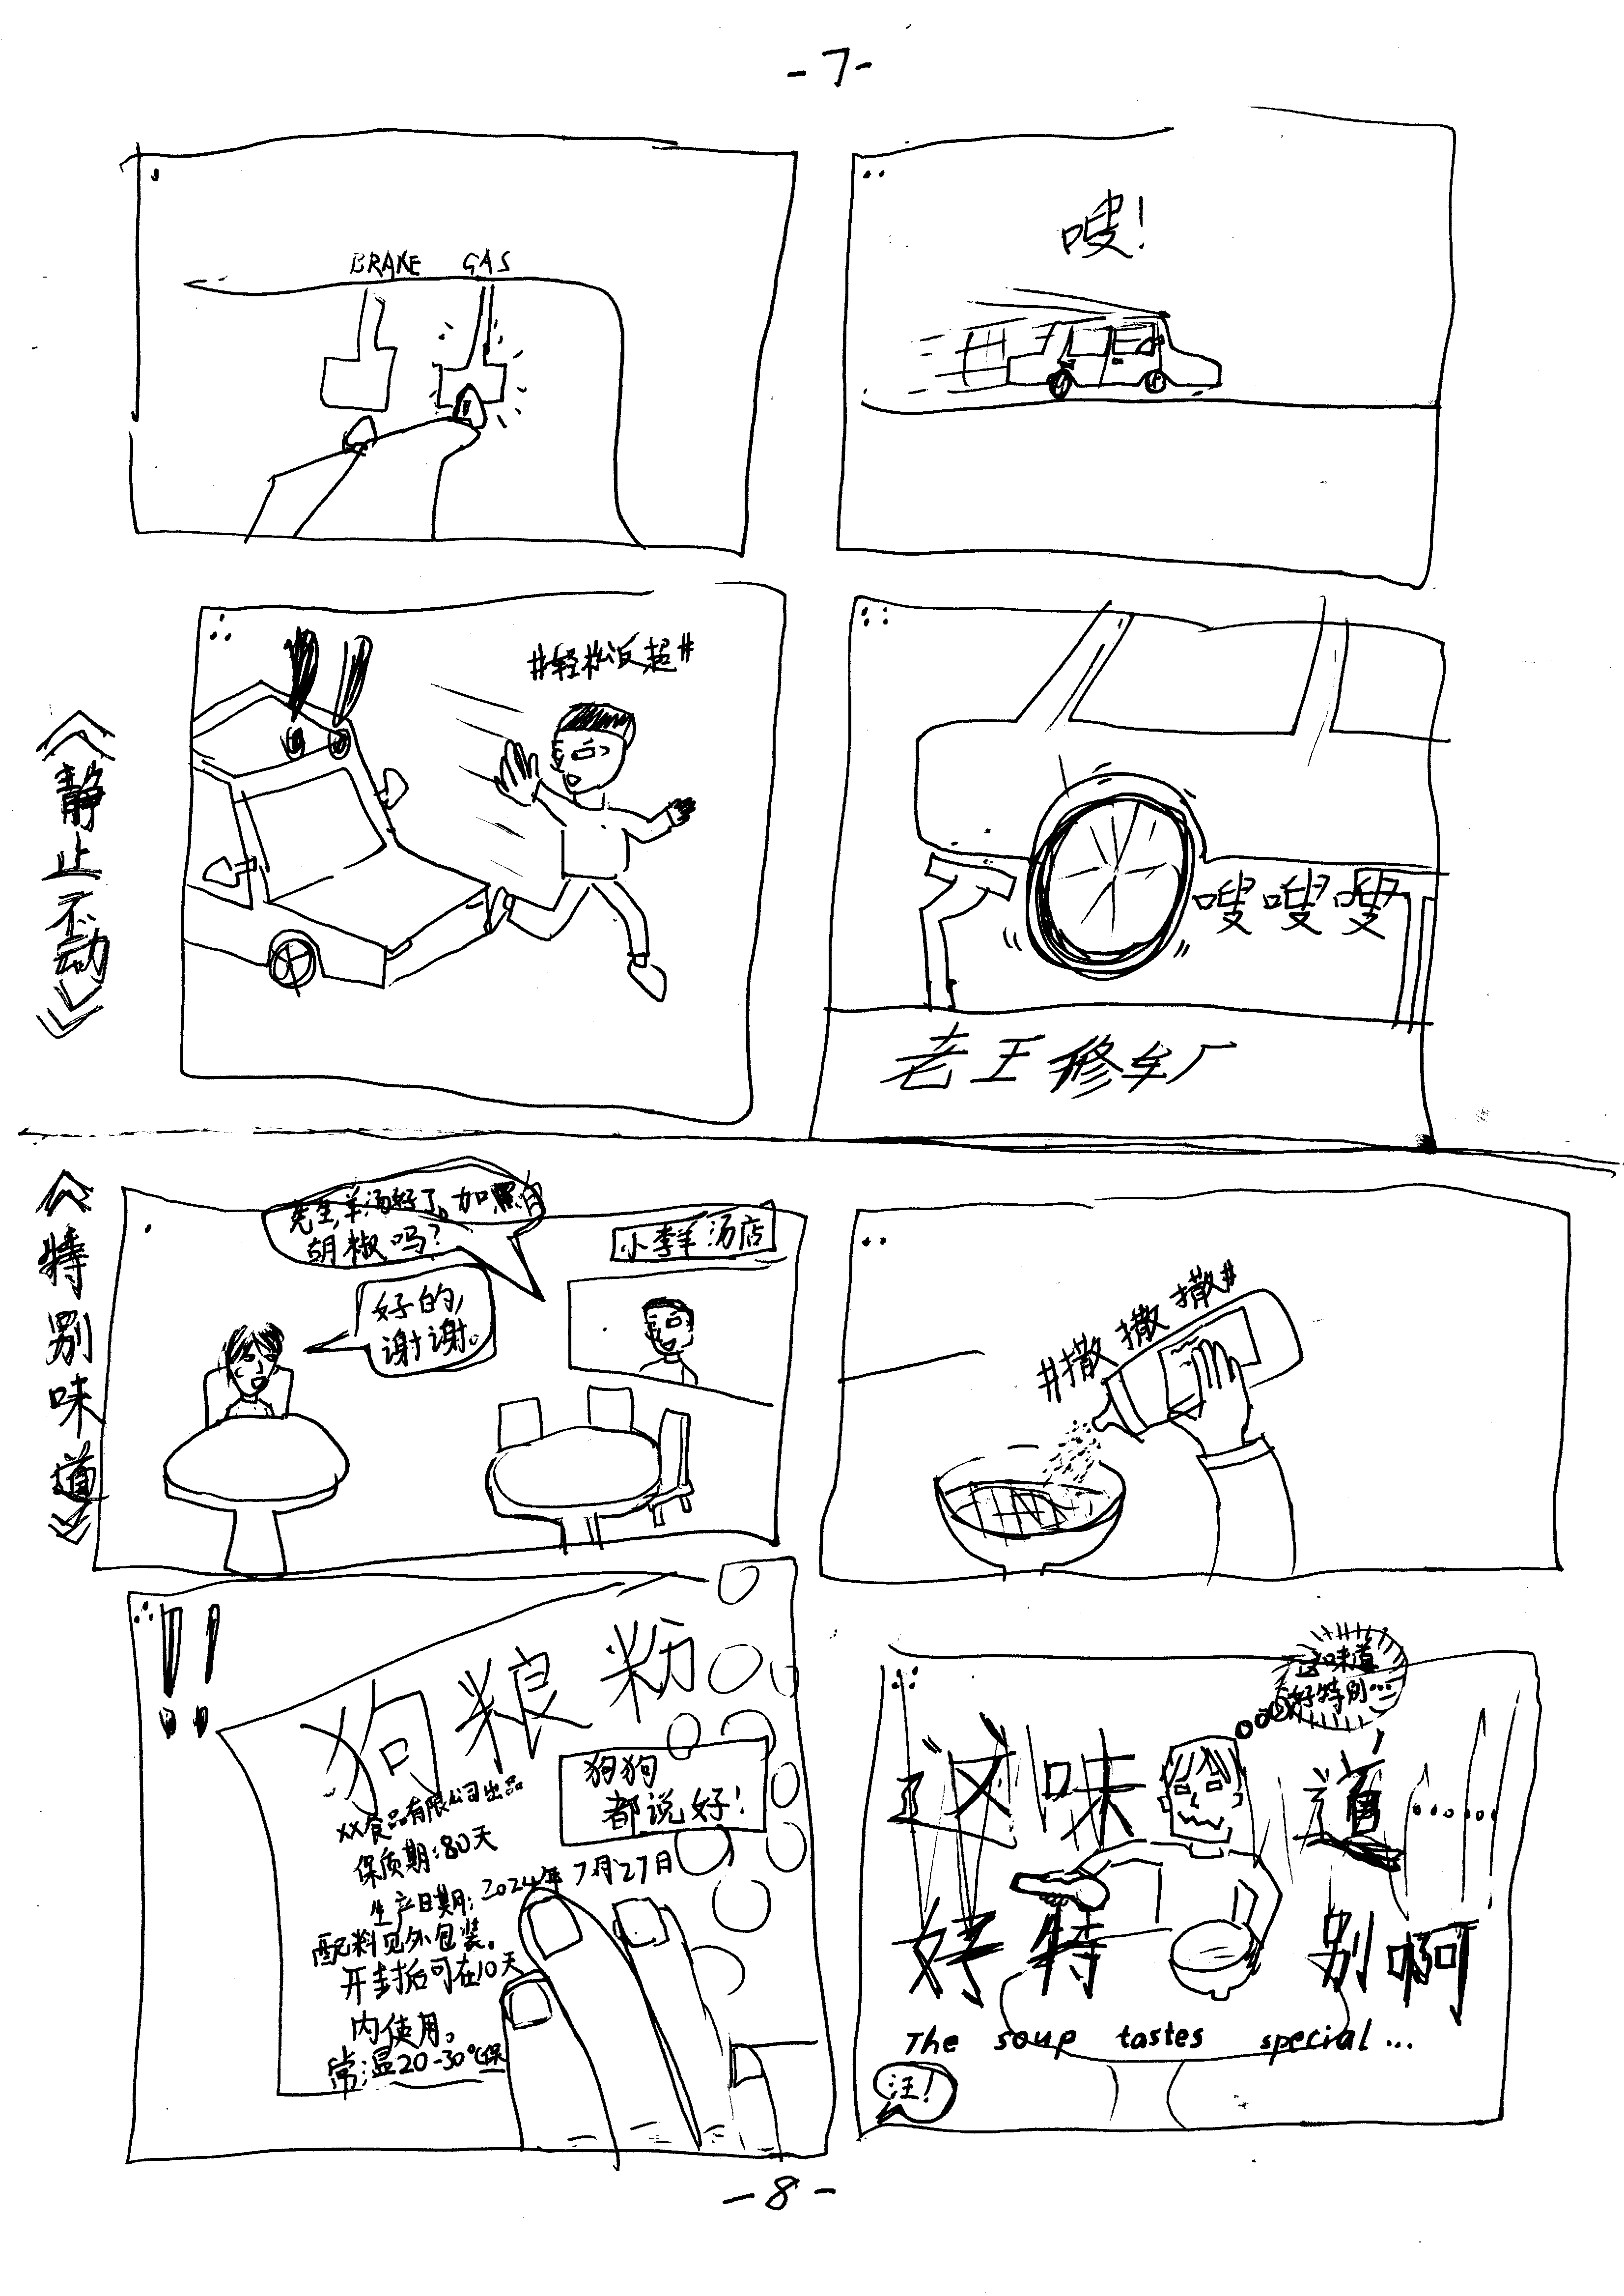 -7-
BRAKE GAS
嗖！
《静止不动》
#轻松反超#
嗖嗖嗖
老王修车厂
《特别味道》
先生，羊汤好了。加黑白
胡椒吗？
好的，
谢谢。
小李羊汤店
#撒撒撒#
狗粮粉
狗狗
都说好！
XX食品有限公司出品
保质期：80天
生产日期：2024年7月27日
配料见外包装。
开封后可在10天
内使用。
常温20-30℃保
这味道
好特别…
这味道……
好特别啊
The soup tastes special...
汪！
-8-